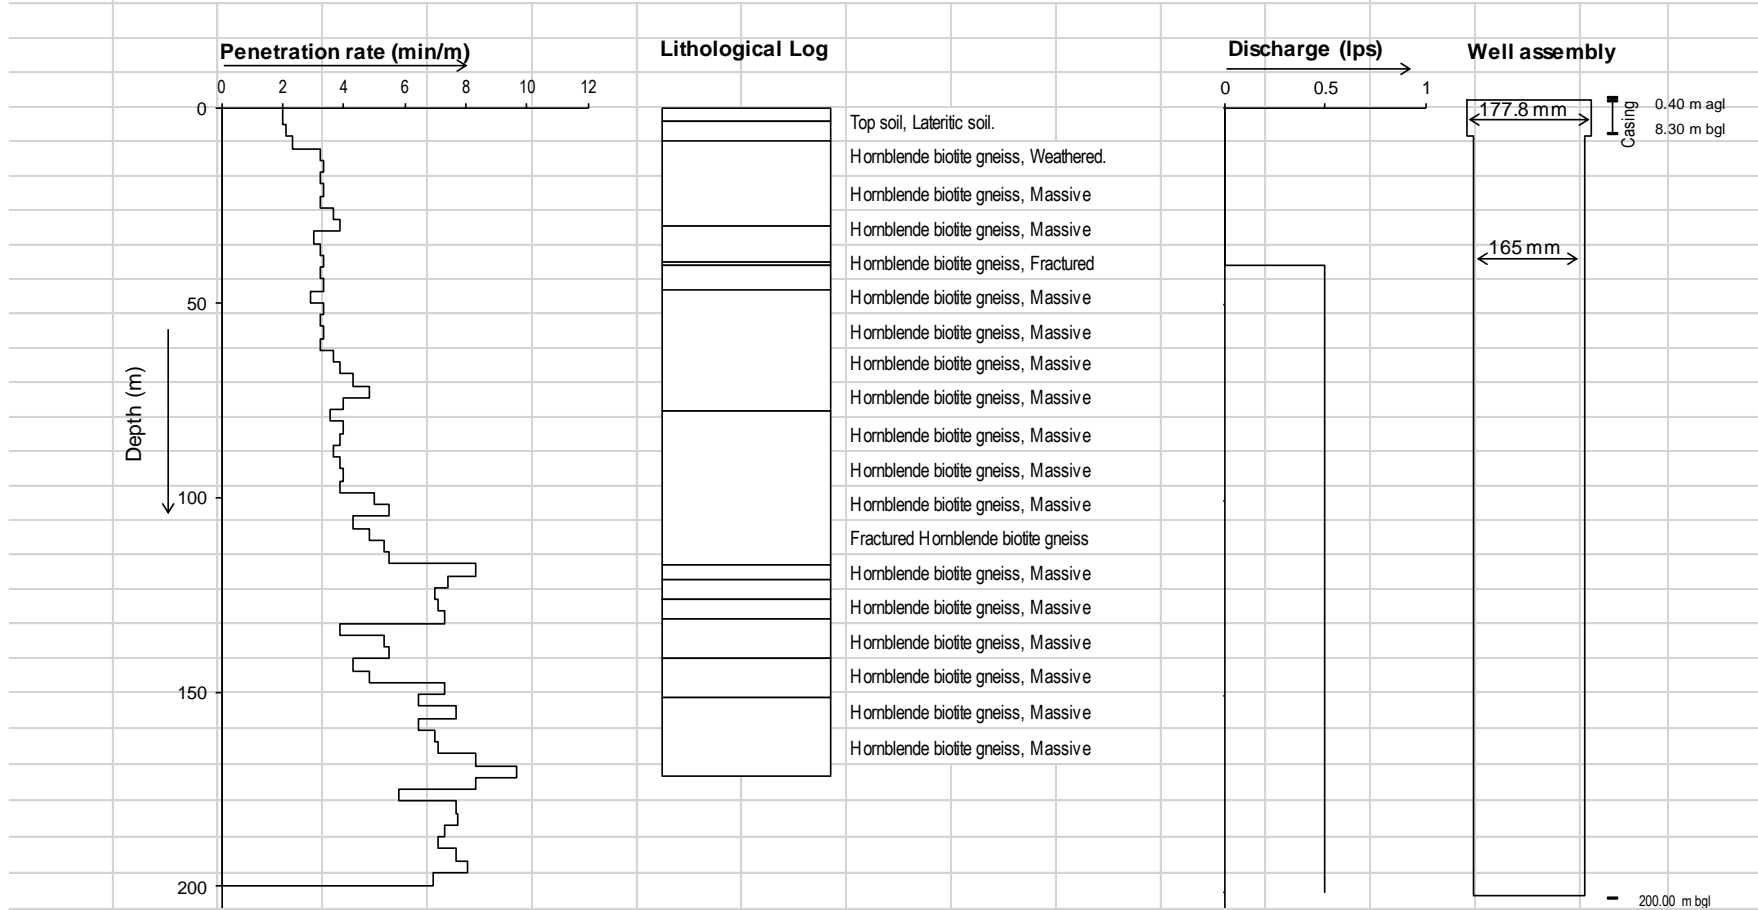 Penetration rate (min/m)
Lithological Log
Discharge (lps)
Well assembly
0 2 4 6 8 10 12
0 0.5 1
0
50
100
150
200
Depth (m)
Top soil, Lateritic soil.
Hornblende biotite gneiss, Weathered.
Hornblende biotite gneiss, Massive
Hornblende biotite gneiss, Massive
Hornblende biotite gneiss, Fractured
Hornblende biotite gneiss, Massive
Hornblende biotite gneiss, Massive
Hornblende biotite gneiss, Massive
Hornblende biotite gneiss, Massive
Hornblende biotite gneiss, Massive
Hornblende biotite gneiss, Massive
Hornblende biotite gneiss, Massive
Fractured Hornblende biotite gneiss
Hornblende biotite gneiss, Massive
Hornblende biotite gneiss, Massive
Hornblende biotite gneiss, Massive
Hornblende biotite gneiss, Massive
Hornblende biotite gneiss, Massive
Hornblende biotite gneiss, Massive
177.8 mm
165 mm
Casing
0.40 m agl
8.30 m bgl
200.00 m bgl